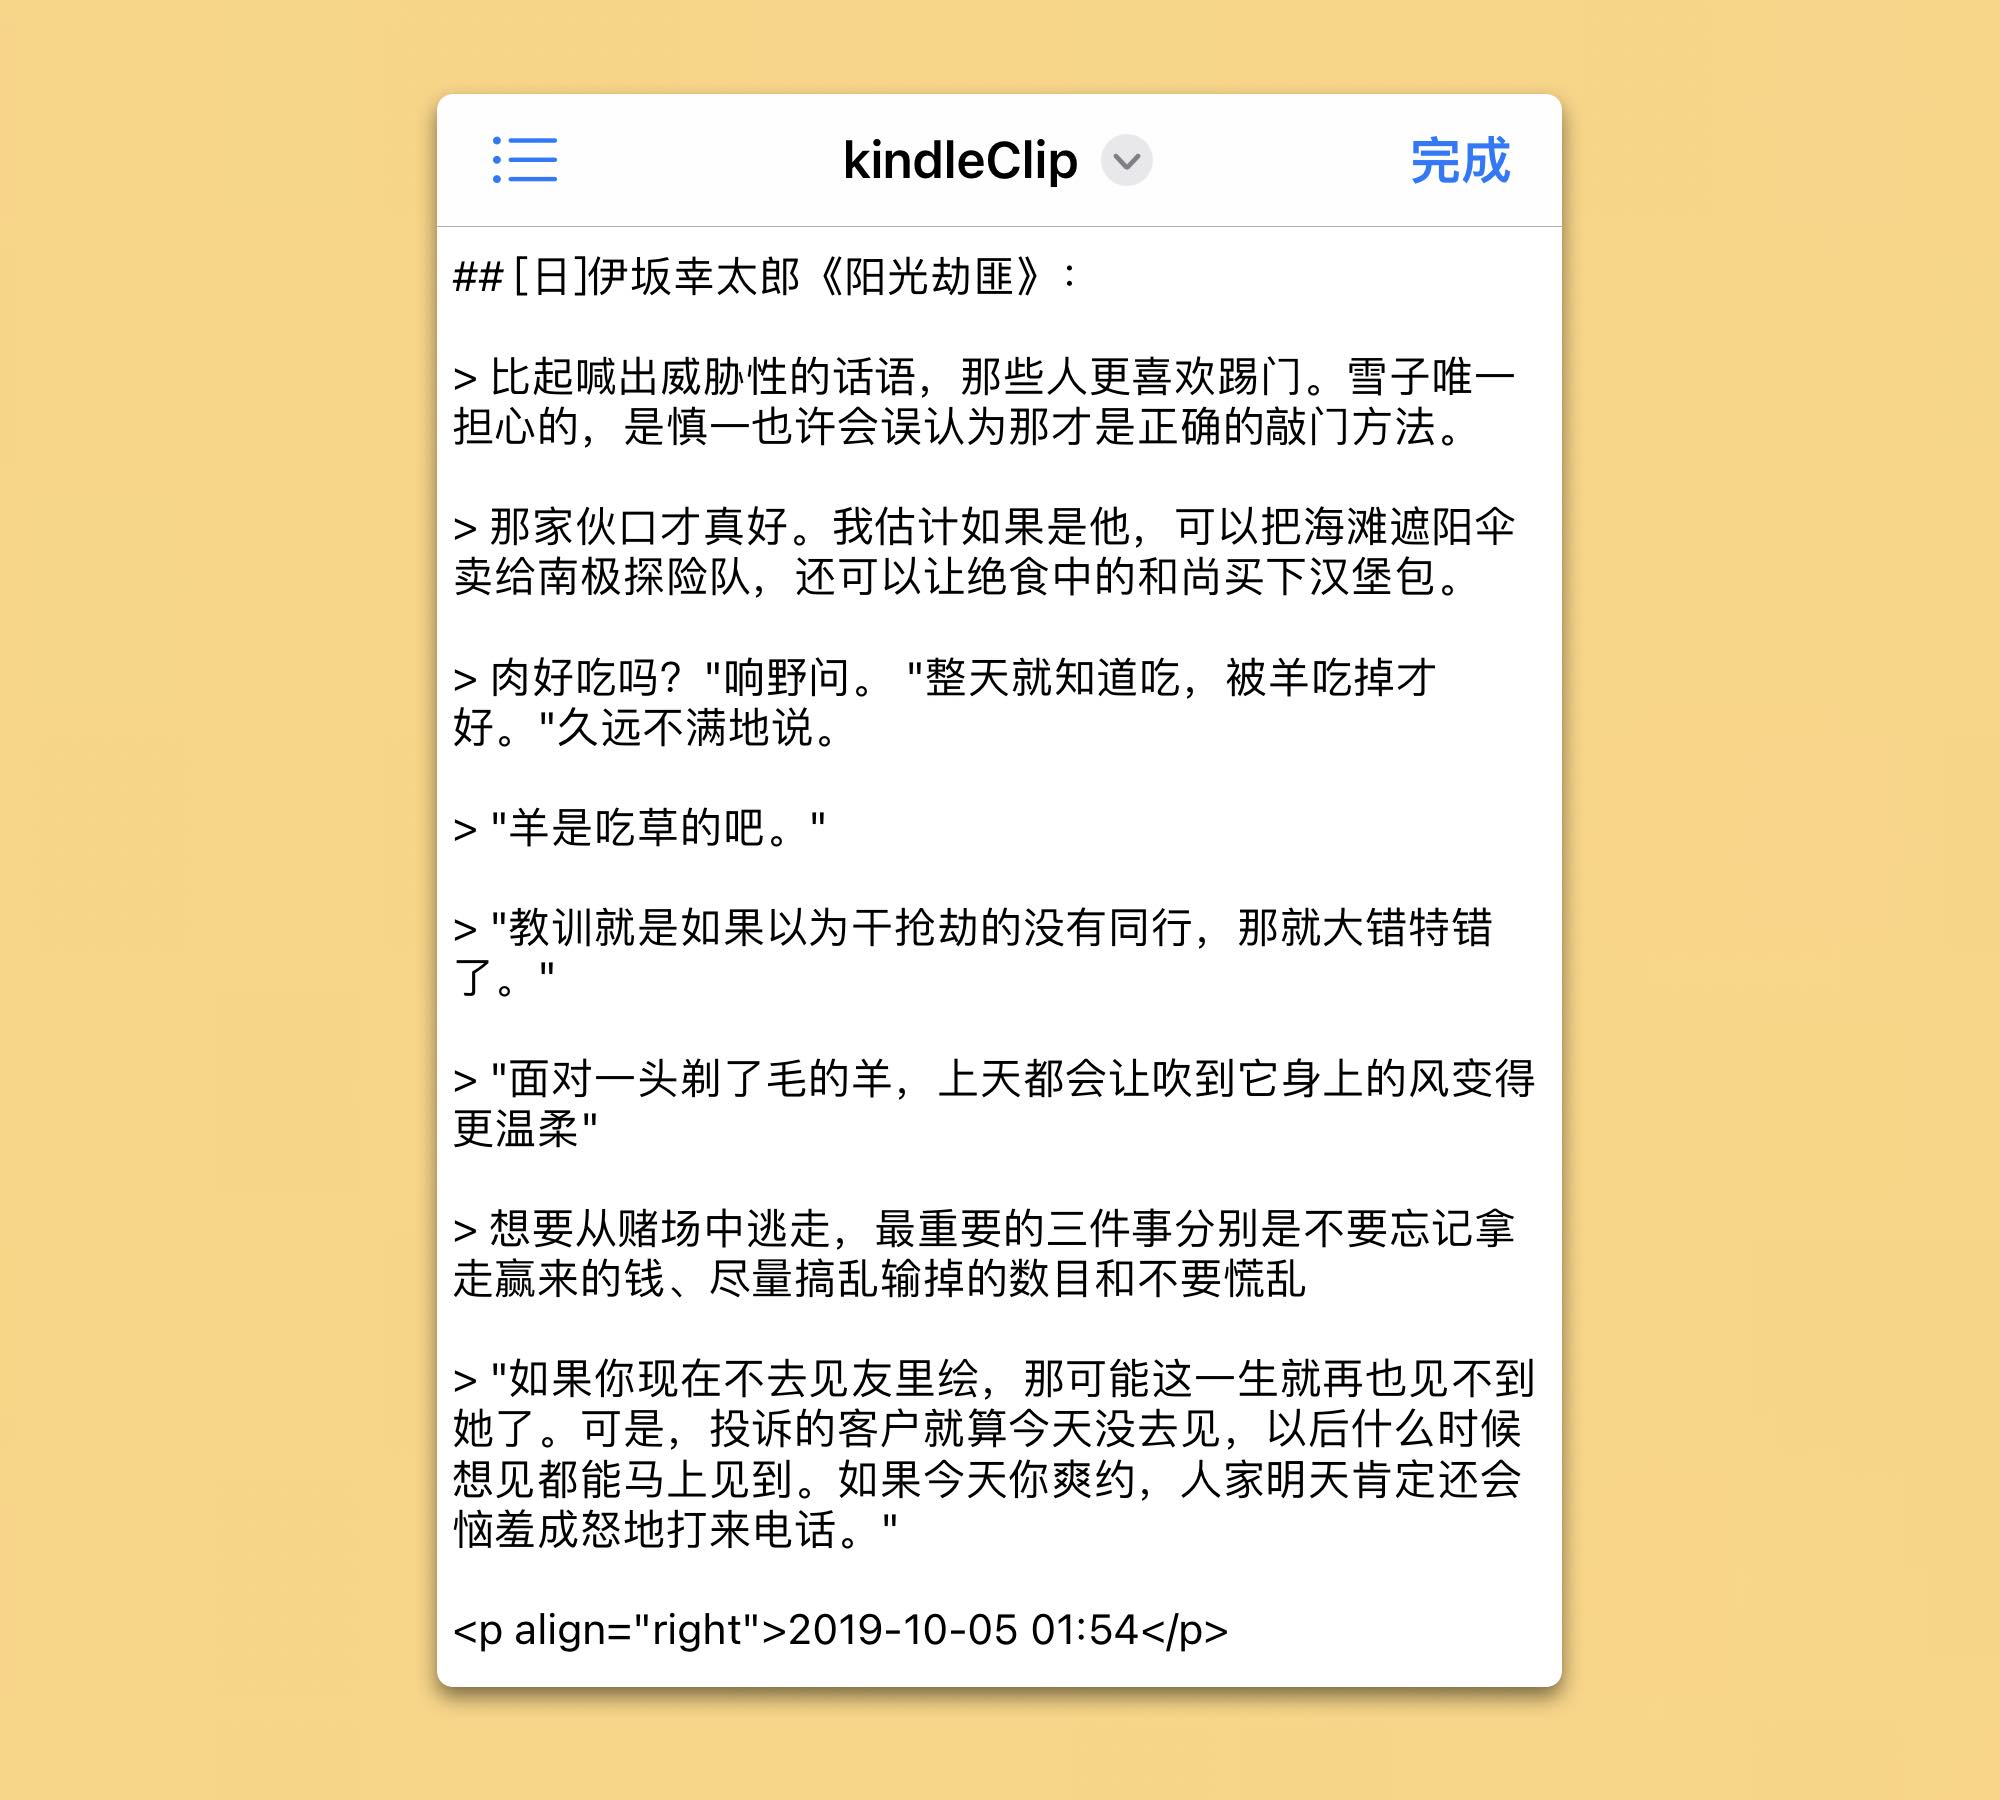 kindleClip
完成
## [日]伊坂幸太郎《阳光劫匪》:
> 比起喊出威胁性的话语，那些人更喜欢踢门。雪子唯一
担心的，是慎一也许会误认为那才是正确的敲门方法。
> 那家伙口才真好。我估计如果是他，可以把海滩遮阳伞
卖给南极探险队，还可以让绝食中的和尚买下汉堡包。
> 肉好吃吗？"响野问。 "整天就知道吃，被羊吃掉才
好。"久远不满地说。
> "羊是吃草的吧。"
> "教训就是如果以为干抢劫的没有同行，那就大错特错
了。"
> "面对一头剃了毛的羊，上天都会让吹到它身上的风变得
更温柔"
> 想要从赌场中逃走，最重要的三件事分别是不要忘记拿
走赢来的钱、尽量搞乱输掉的数目和不要慌乱
> "如果你现在不去见友里绘，那可能这一生就再也见不到
她了。可是，投诉的客户就算今天没去见，以后什么时候
想见都能马上见到。如果今天你爽约，人家明天肯定还会
恼羞成怒地打来电话。"
<p align="right">2019-10-05 01:54</p>